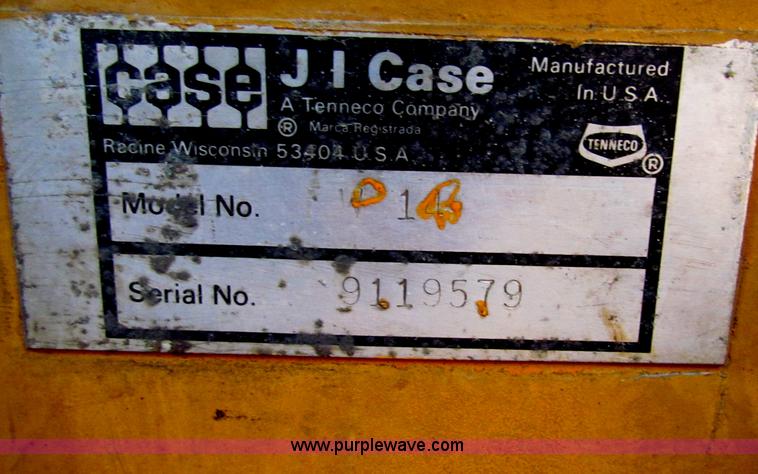 case
J I Case
Manufactured
In U S A
A Tenneco Company
® Marca Registrada
Racine Wisconsin 53404 U.S.A.
TENNECO ®
Model No.
Serial No. 9119579
www.purplewave.com